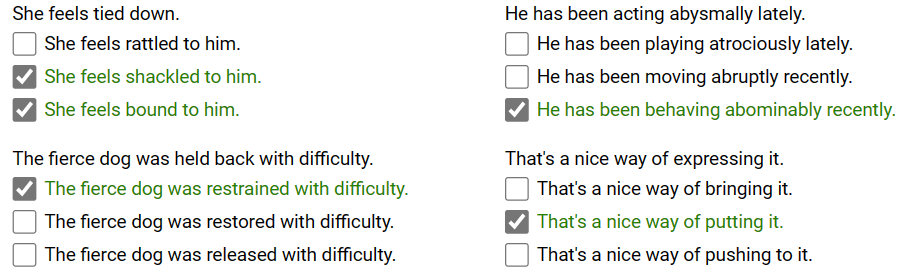 She feels tied down.
She feels rattled to him.
She feels shackled to him.
She feels bound to him.
The fierce dog was held back with difficulty.
The fierce dog was restrained with difficulty.
The fierce dog was restored with difficulty.
The fierce dog was released with difficulty.
He has been acting abysmally lately.
He has been playing atrociously lately.
He has been moving abruptly recently.
He has been behaving abominably recently.
That's a nice way of expressing it.
That's a nice way of bringing it.
That's a nice way of putting it.
That's a nice way of pushing to it.